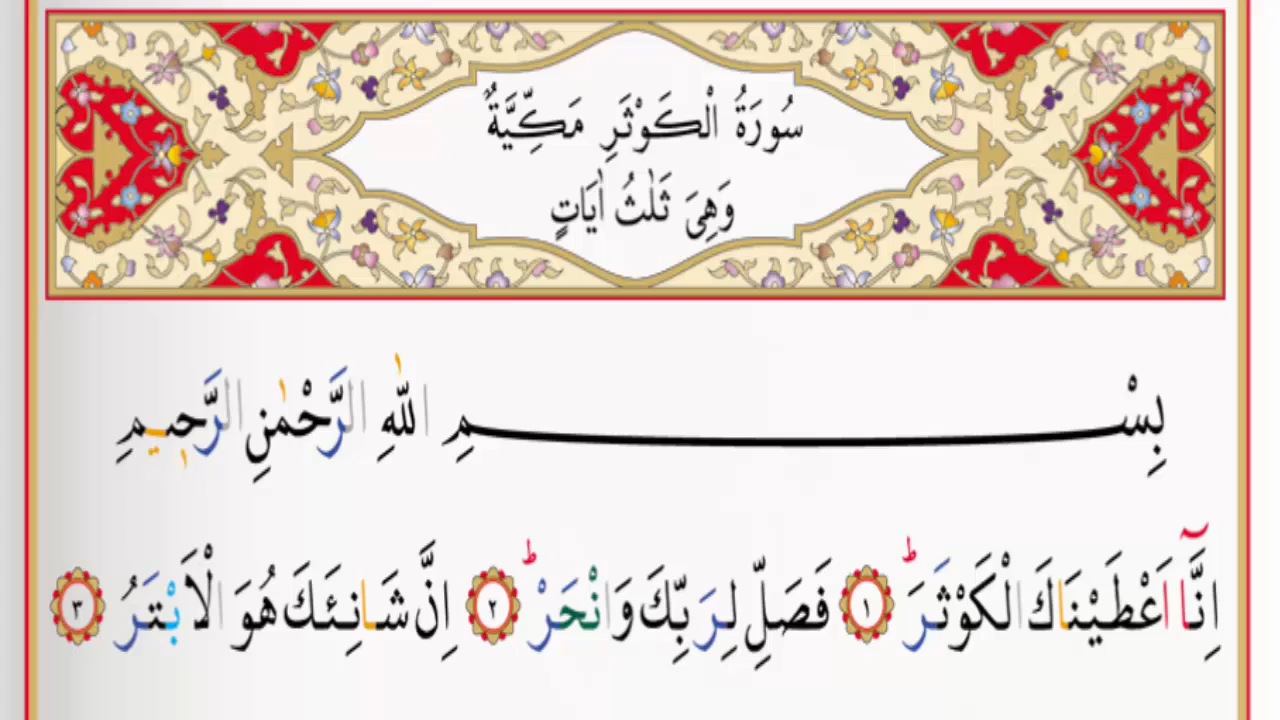 سُورَةُ الْكَوْثَرِ مَكِّيَّةٌ
وَهِىَ ثَلٰثُ اٰيَاتٍ
بِسْمِ اللّٰهِ الرَّحْمٰنِ الرَّحٖيمِ
اِنَّٓا اَعْطَيْنَاكَ الْكَوْثَرَؕ ١ فَصَلِّ لِرَبِّكَ وَانْحَرْؕ ٢ اِنَّ شَانِئَكَ هُوَ الْاَبْتَرُ ٣